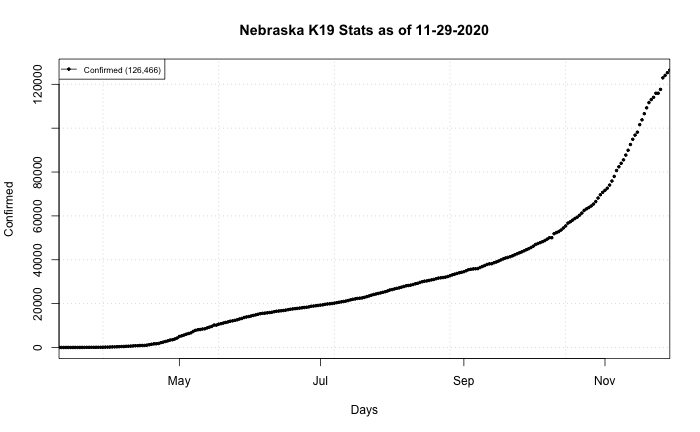 Nebraska K19 Stats as of 11-29-2020
Confirmed (126,466)
120000
80000
60000
40000
20000
0
Confirmed
May
Jul
Sep
Nov
Days